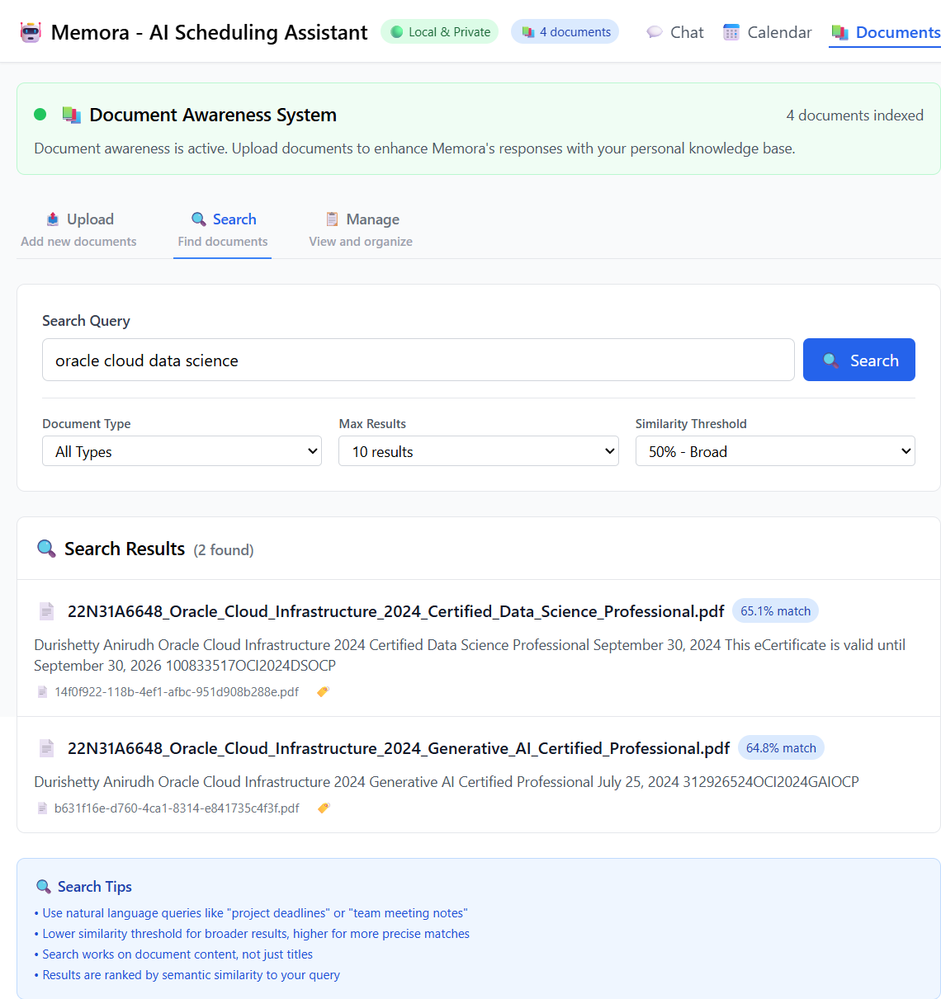 Memora - AI Scheduling Assistant Local & Private 4 documents Chat Calendar Documents
Document Awareness System 4 documents indexed
Document awareness is active. Upload documents to enhance Memora's responses with your personal knowledge base.
Upload Search Manage
Add new documents Find documents View and organize
Search Query
oracle cloud data science Search
Document Type Max Results Similarity Threshold
All Types 10 results 50% - Broad
Search Results (2 found)
22N31A6648_Oracle_Cloud_Infrastructure_2024_Certified_Data_Science_Professional.pdf 65.1% match
Durishetty Anirudh Oracle Cloud Infrastructure 2024 Certified Data Science Professional September 30, 2024 This eCertificate is valid until
September 30, 2026 100833517OCI2024DSOCP
14f0f922-118b-4ef1-afbc-951d908b288e.pdf
22N31A6648_Oracle_Cloud_Infrastructure_2024_Generative_AI_Certified_Professional.pdf 64.8% match
Durishetty Anirudh Oracle Cloud Infrastructure 2024 Generative AI Certified Professional July 25, 2024 312926524OCI2024GAIOCP
b631f16e-d760-4ca1-8314-e841735c4f3f.pdf
Search Tips
• Use natural language queries like "project deadlines" or "team meeting notes"
• Lower similarity threshold for broader results, higher for more precise matches
• Search works on document content, not just titles
• Results are ranked by semantic similarity to your query